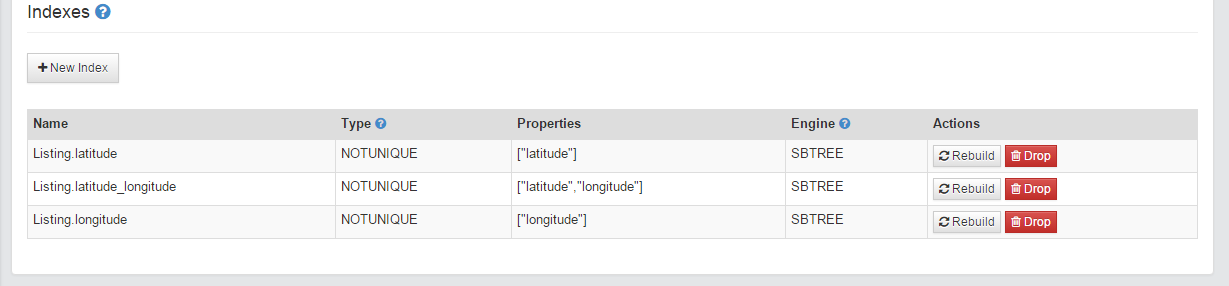 Indexes
New Index
Name Type Properties Engine Actions
Listing.latitude NOTUNIQUE ["latitude"] SBTREE Rebuild Drop
Listing.latitude_longitude NOTUNIQUE ["latitude","longitude"] SBTREE Rebuild Drop
Listing.longitude NOTUNIQUE ["longitude"] SBTREE Rebuild Drop